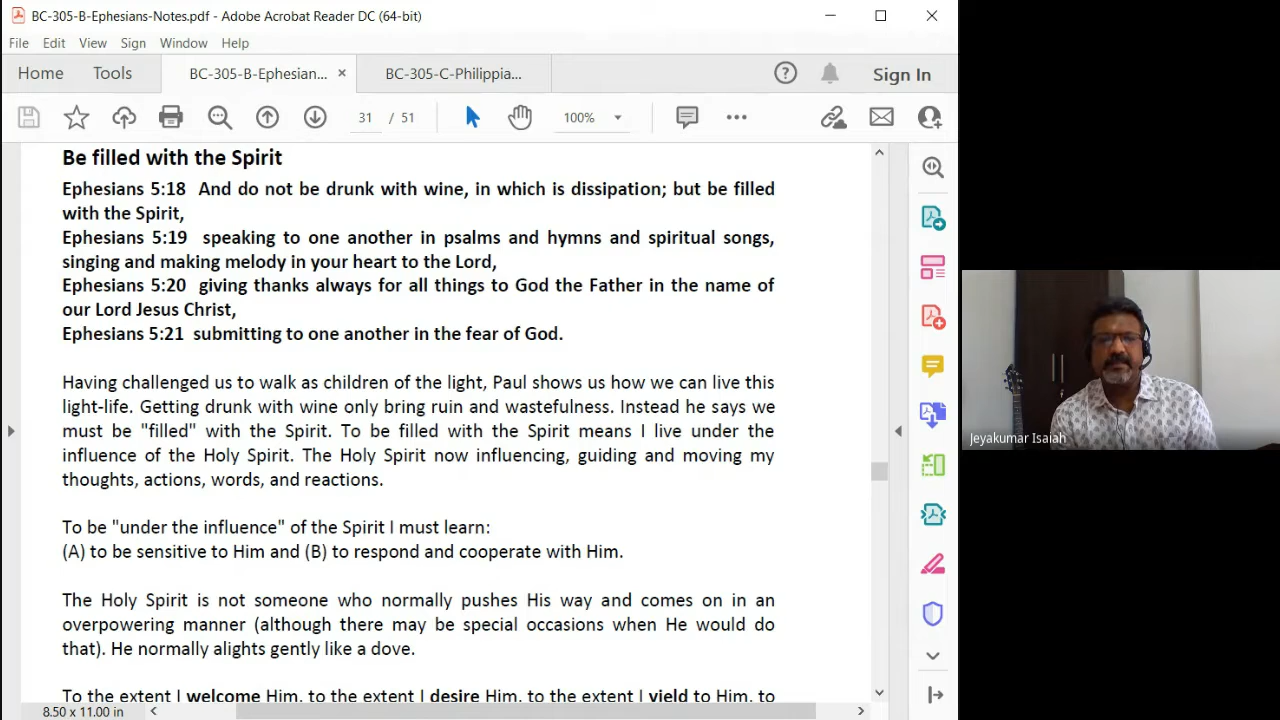 BC-305-B-Ephesians-Notes.pdf - Adobe Acrobat Reader DC (64-bit)
File Edit View Sign Window Help
Home Tools BC-305-B-Ephesian... × BC-305-C-Philippia... Sign In
31 / 51 100%
Be filled with the Spirit
Ephesians 5:18 And do not be drunk with wine, in which is dissipation; but be filled
with the Spirit,
Ephesians 5:19 speaking to one another in psalms and hymns and spiritual songs,
singing and making melody in your heart to the Lord,
Ephesians 5:20 giving thanks always for all things to God the Father in the name of
our Lord Jesus Christ,
Ephesians 5:21 submitting to one another in the fear of God.
Having challenged us to walk as children of the light, Paul shows us how we can live this
light-life. Getting drunk with wine only bring ruin and wastefulness. Instead he says we
must be "filled" with the Spirit. To be filled with the Spirit means I live under the
influence of the Holy Spirit. The Holy Spirit now influencing, guiding and moving my
thoughts, actions, words, and reactions.
To be "under the influence" of the Spirit I must learn:
(A) to be sensitive to Him and (B) to respond and cooperate with Him.
The Holy Spirit is not someone who normally pushes His way and comes on in an
overpowering manner (although there may be special occasions when He would do
that). He normally alights gently like a dove.
To the extent I welcome Him, to the extent I desire Him, to the extent I yield to Him, to
8.50 x 11.00 in
Jeyakumar Isaiah